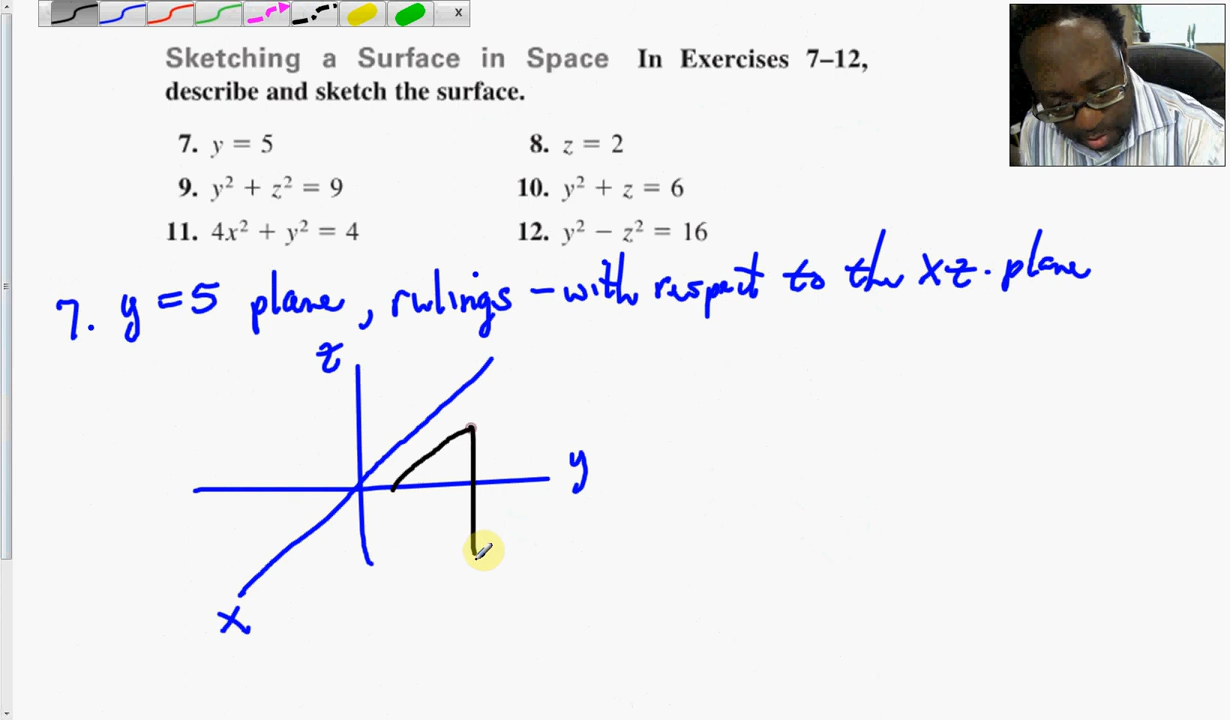 Sketching a Surface in Space In Exercises 7–12,
describe and sketch the surface.
7. y = 5
8. z = 2
9. y² + z² = 9
10. y² + z = 6
11. 4x² + y² = 4
12. y² − z² = 16
7. y = 5 plane, rulings - with respect to the xz-plane
z
y
x